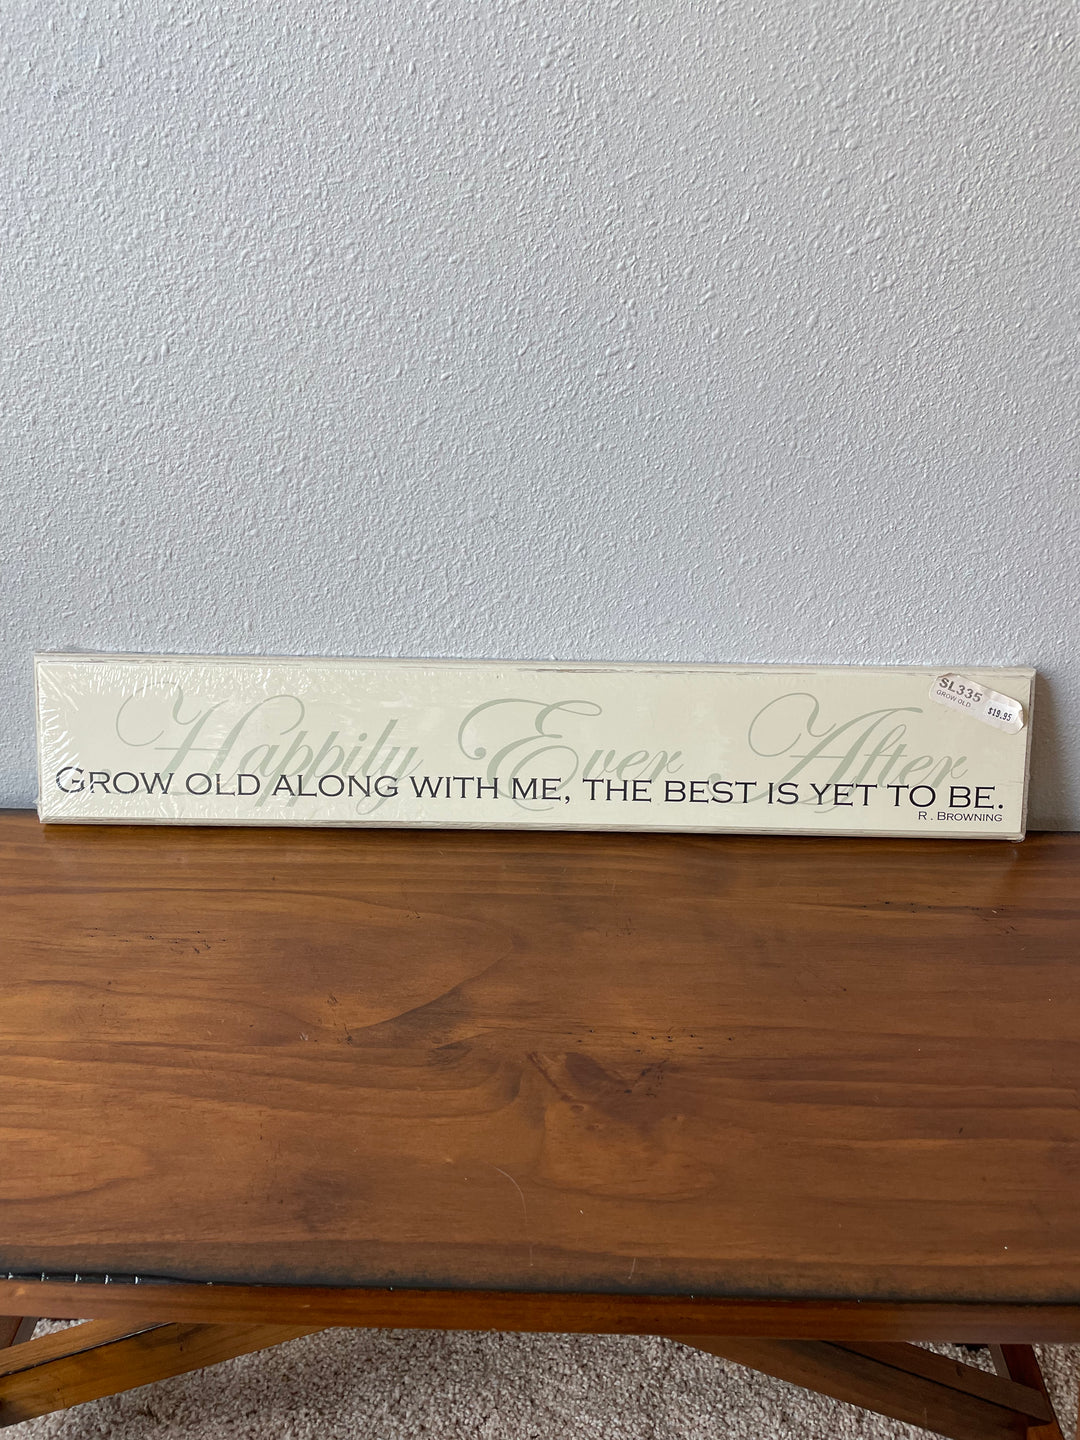 SL335
GROW OLD
$19.95
Happily Ever After
GROW OLD ALONG WITH ME, THE BEST IS YET TO BE.
R. BROWNING